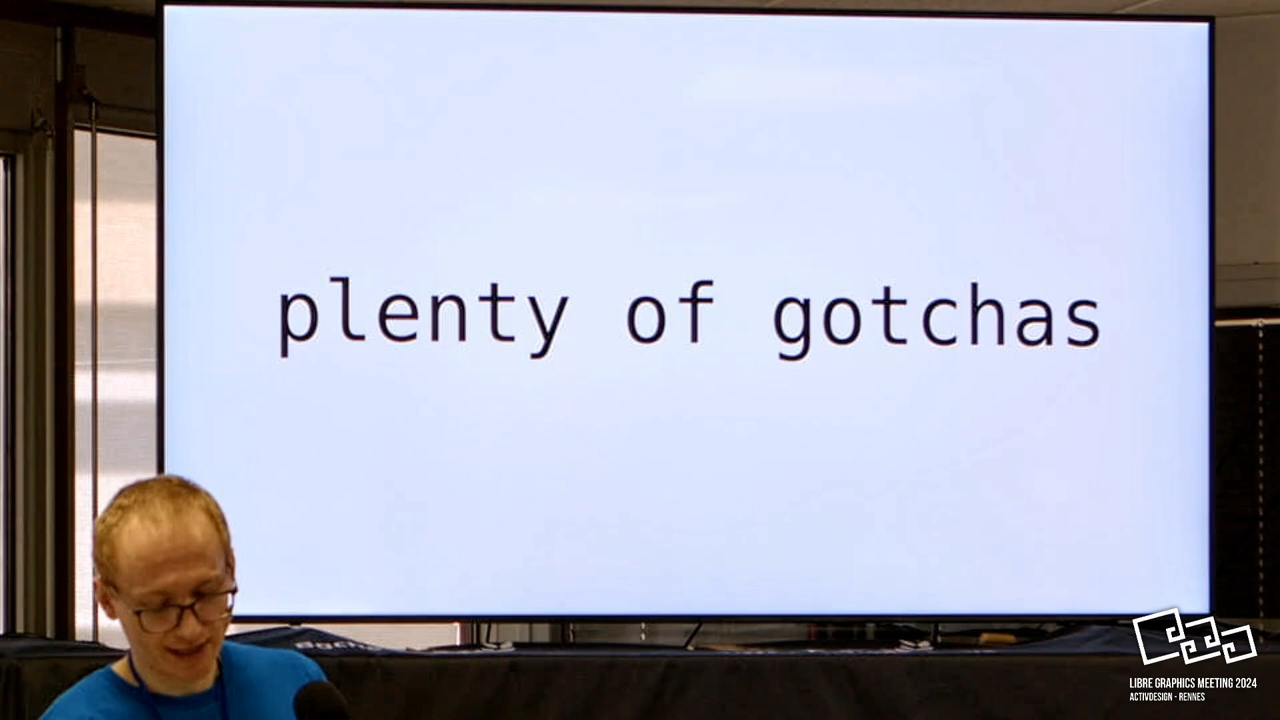 plenty of gotchas
LIBRE GRAPHICS MEETING 2024
ACTIVDESIGN - RENNES